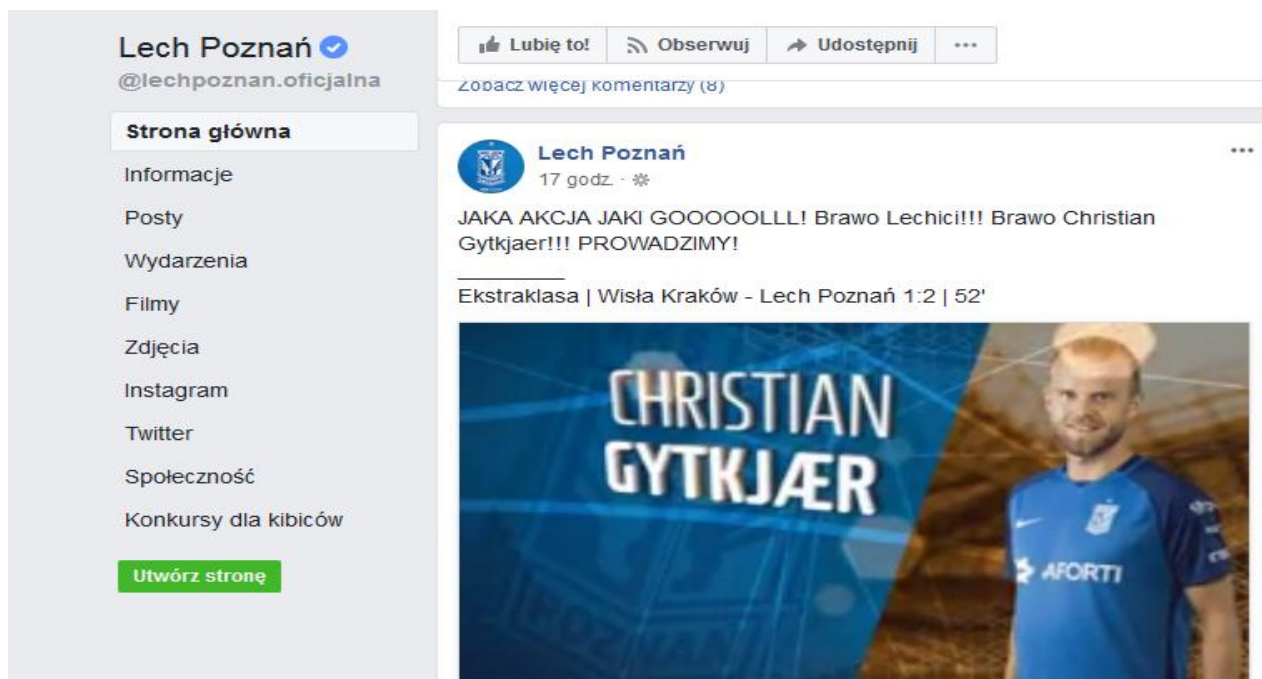 Lech Poznań
@lechpoznan.oficjalna
Strona główna
Informacje
Posty
Wydarzenia
Filmy
Zdjęcia
Instagram
Twitter
Społeczność
Konkursy dla kibiców
Utwórz stronę
Lubię to! Obserwuj Udostępnij
Zobacz więcej komentarzy (8)
Lech Poznań
17 godz.
JAKA AKCJA JAKI GOOOOOLLL! Brawo Lechici!!! Brawo Christian
Gytkjaer!!! PROWADZIMY!
Ekstraklasa | Wisła Kraków - Lech Poznań 1:2 | 52'
CHRISTIAN
GYTKJÆR
AFORTI
POZNAŃ